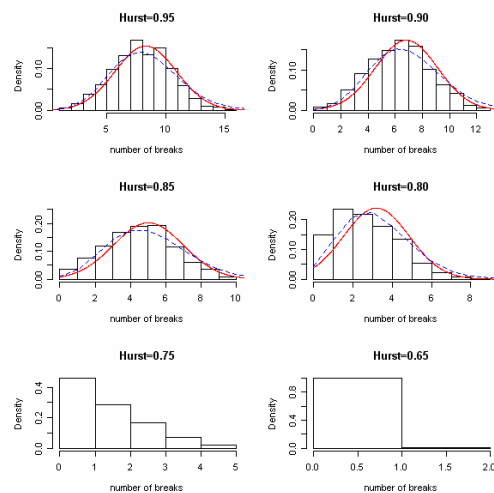 Hurst=0.95
Density
0.00 0.10
5 10 15
number of breaks
Hurst=0.90
Density
0.00 0.10
0 2 4 6 8 10 12
number of breaks
Hurst=0.85
Density
0.00 0.10 0.20
0 2 4 6 8 10
number of breaks
Hurst=0.80
Density
0.00 0.10 0.20
0 2 4 6 8
number of breaks
Hurst=0.75
Density
0.0 0.2 0.4
0 1 2 3 4 5
number of breaks
Hurst=0.65
Density
0.0 0.4 0.8
0.0 0.5 1.0 1.5 2.0
number of breaks